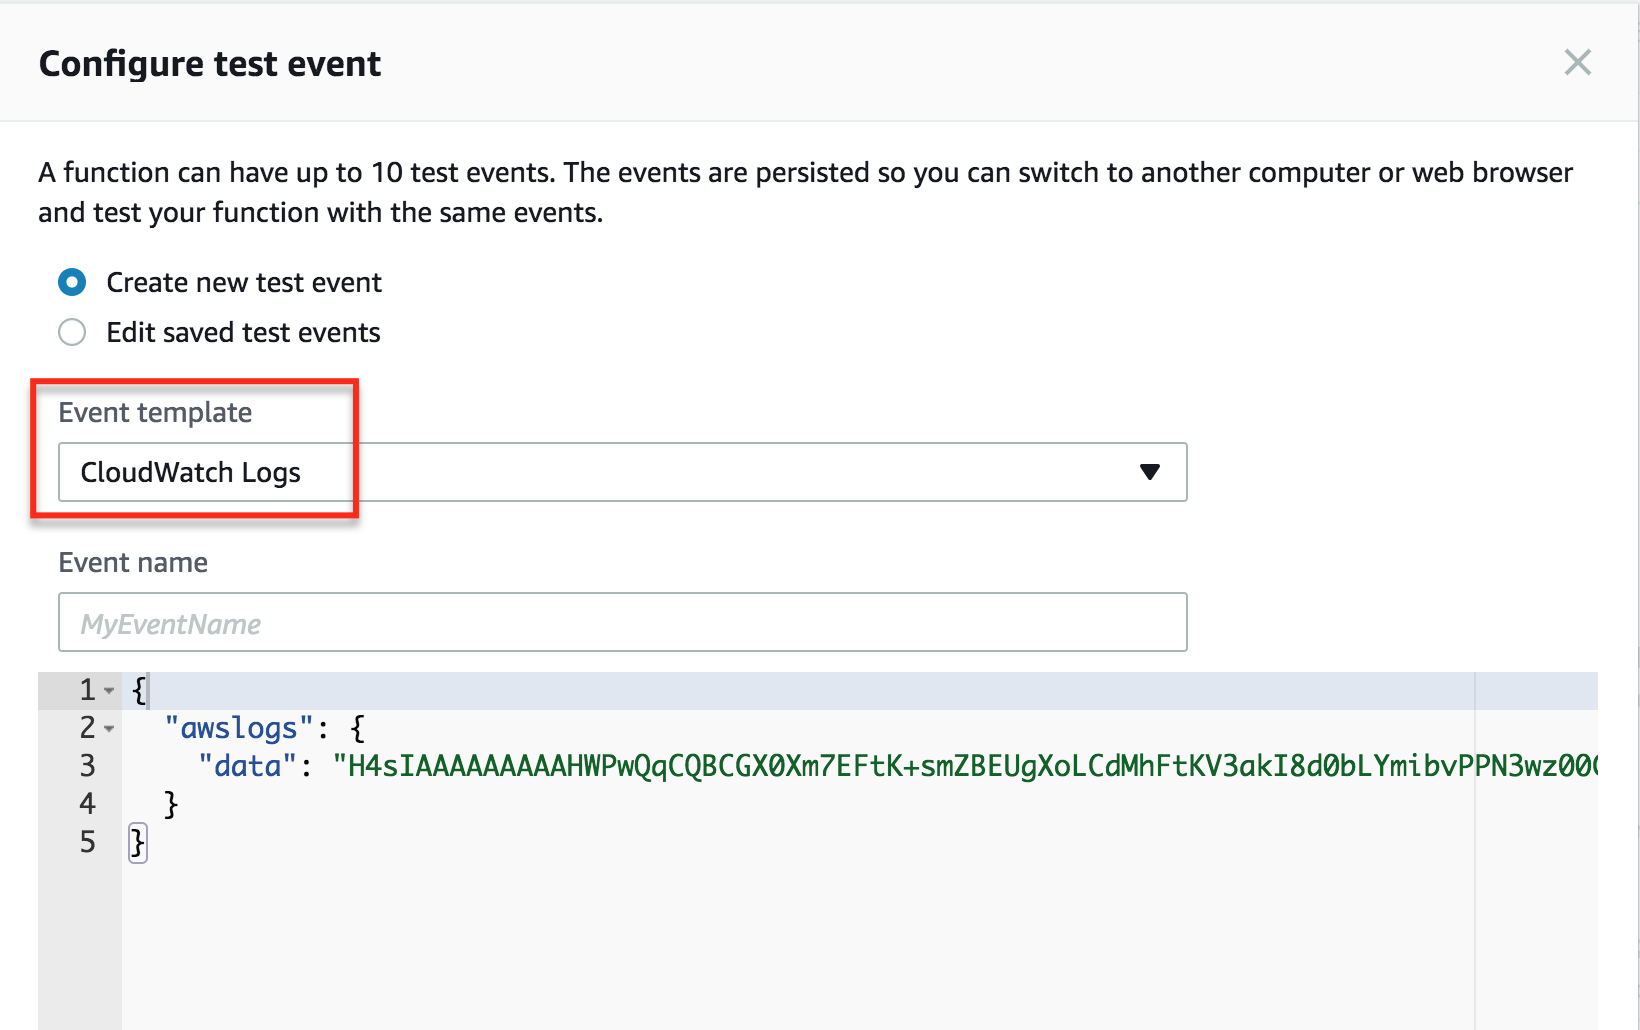 Configure test event
A function can have up to 10 test events. The events are persisted so you can switch to another computer or web browser
and test your function with the same events.
Create new test event
Edit saved test events
Event template
CloudWatch Logs
Event name
MyEventName
1 {
2 "awslogs": {
3 "data": "H4sIAAAAAAAAAHWPwQqCQBCGX0Xm7EFtK+smZBEUgXoLCdMhFtKV3akI8d0bLYmibvPPN3wz00
4 }
5 }